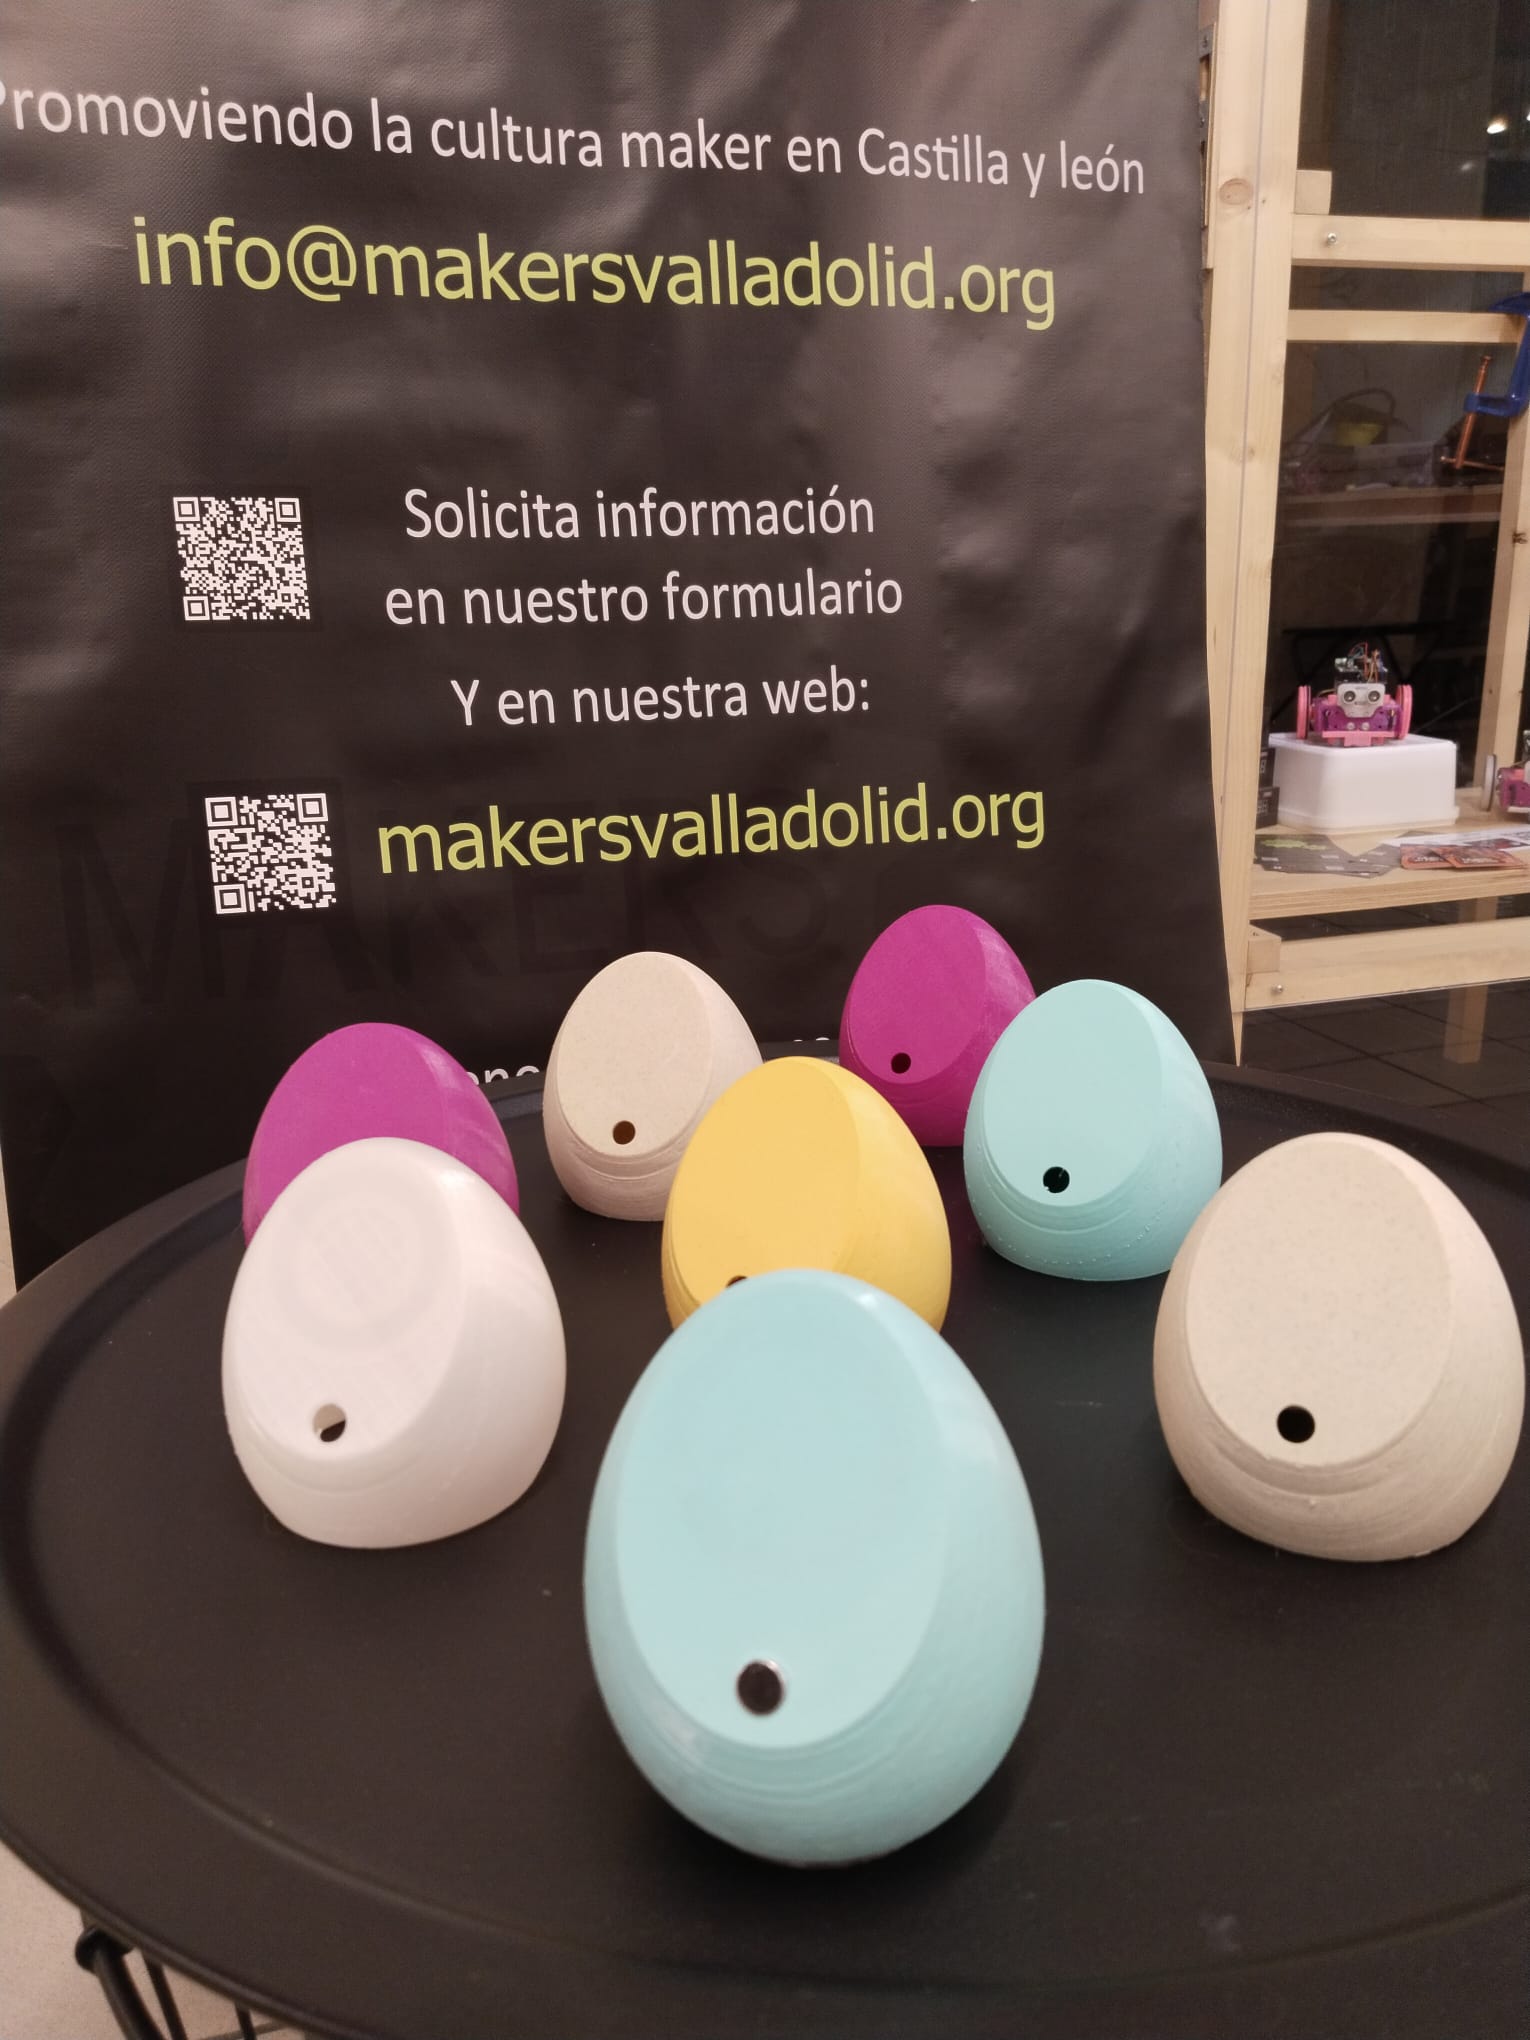 Promoviendo la cultura maker en Castilla y león
info@makersvalladolid.org
Solicita información
en nuestro formulario
Y en nuestra web:
makersvalladolid.org
MAKERS